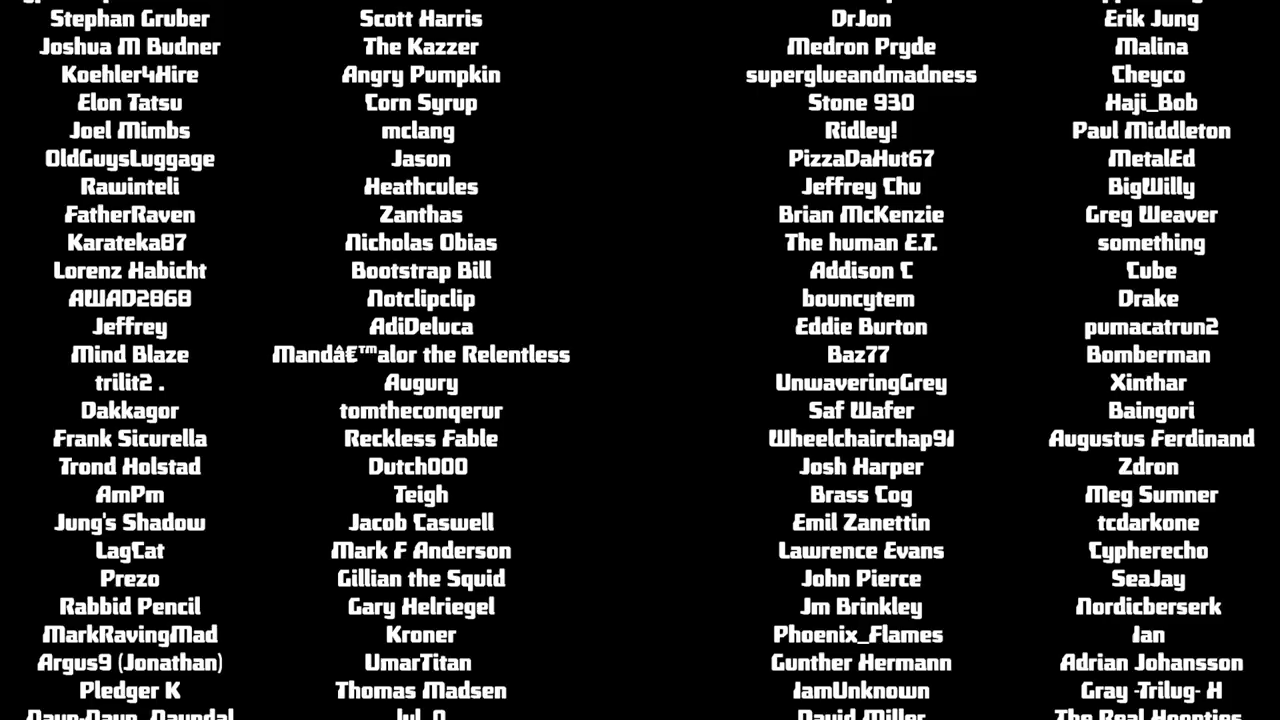 Stephan Gruber
Joshua M Budner
Koehler4Hire
Elon Tatsu
Joel Mimbs
OldGuysLuggage
Rawinteli
FatherRaven
Karateka87
Lorenz Habicht
AWAD2868
Jeffrey
Mind Blaze
trilit2 .
Dakkagor
Frank Sicurella
Trond Holstad
AmPm
Jung's Shadow
LagCat
Prezo
Rabbid Pencil
MarkRavingMad
Argus9 (Jonathan)
Pledger K
Scott Harris
The Kazzer
Angry Pumpkin
Corn Syrup
mclang
Jason
Heathcules
Zanthas
Nicholas Obias
Bootstrap Bill
Notclipclip
AdiDeluca
Mandâ€™alor the Relentless
Augury
tomtheconqerur
Reckless Fable
Dutch000
Teigh
Jacob Caswell
Mark F Anderson
Gillian the Squid
Gary Helriegel
Kroner
UmarTitan
Thomas Madsen
DrJon
Medron Pryde
superglueandmadness
Stone 930
Ridley!
PizzaDaHut67
Jeffrey Chu
Brian McKenzie
The human E.T.
Addison C
bouncytem
Eddie Burton
Baz77
UnwaveringGrey
Saf Wafer
Wheelchairchap91
Josh Harper
Brass Cog
Emil Zanettin
Lawrence Evans
John Pierce
Jm Brinkley
Phoenix_Flames
Gunther Hermann
IamUnknown
David Miller
Erik Jung
Malina
Cheyco
Haji_Bob
Paul Middleton
MetalEd
BigWilly
Greg Weaver
something
Cube
Drake
pumacatrun2
Bomberman
Xinthar
Baingori
Augustus Ferdinand
Zdron
Meg Sumner
tcdarkone
Cypherecho
SeaJay
Nordicberserk
Ian
Adrian Johansson
Gray -Trilug- H
The Real